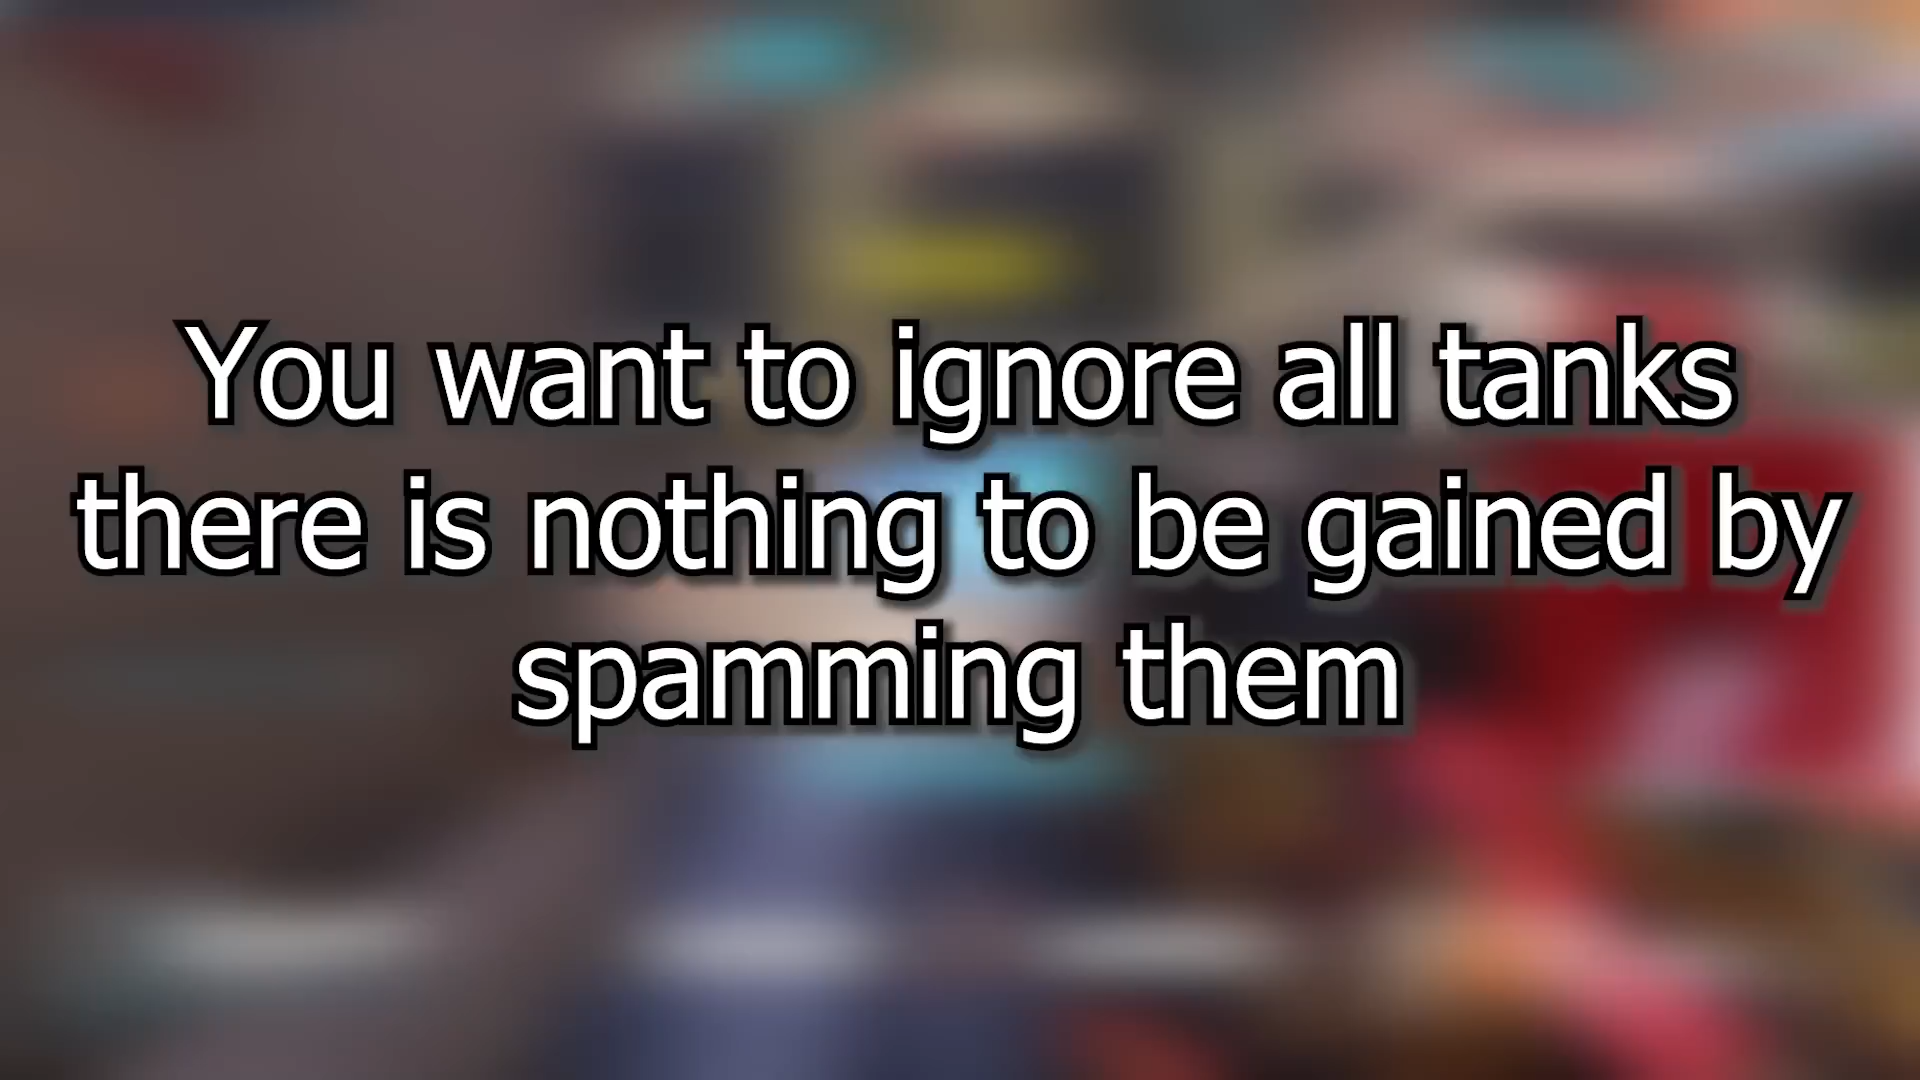 You want to ignore all tanks
there is nothing to be gained by
spamming them